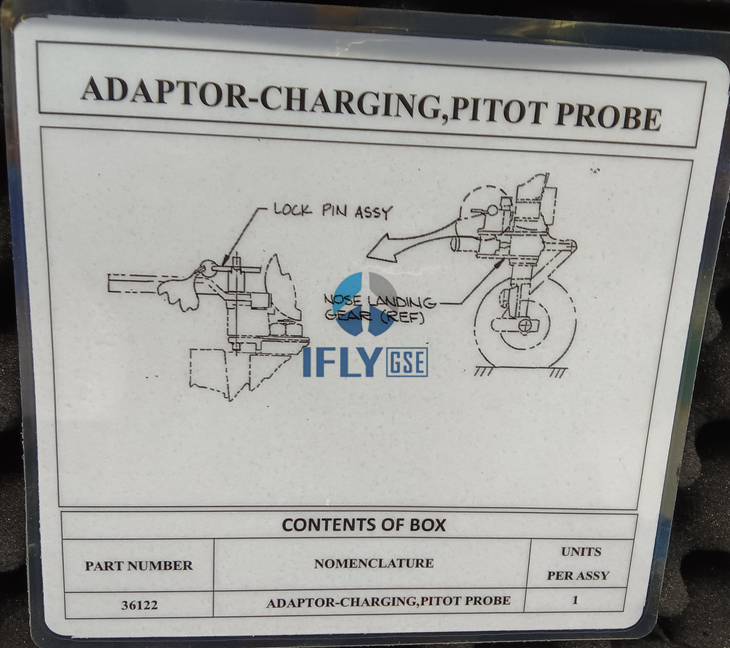 ADAPTOR-CHARGING,PITOT PROBE
LOCK PIN ASSY
NOSE LANDING
GEAR (REF)
IFLY GSE
CONTENTS OF BOX
PART NUMBER
NOMENCLATURE
UNITS
PER ASSY
36122
ADAPTOR-CHARGING,PITOT PROBE
1